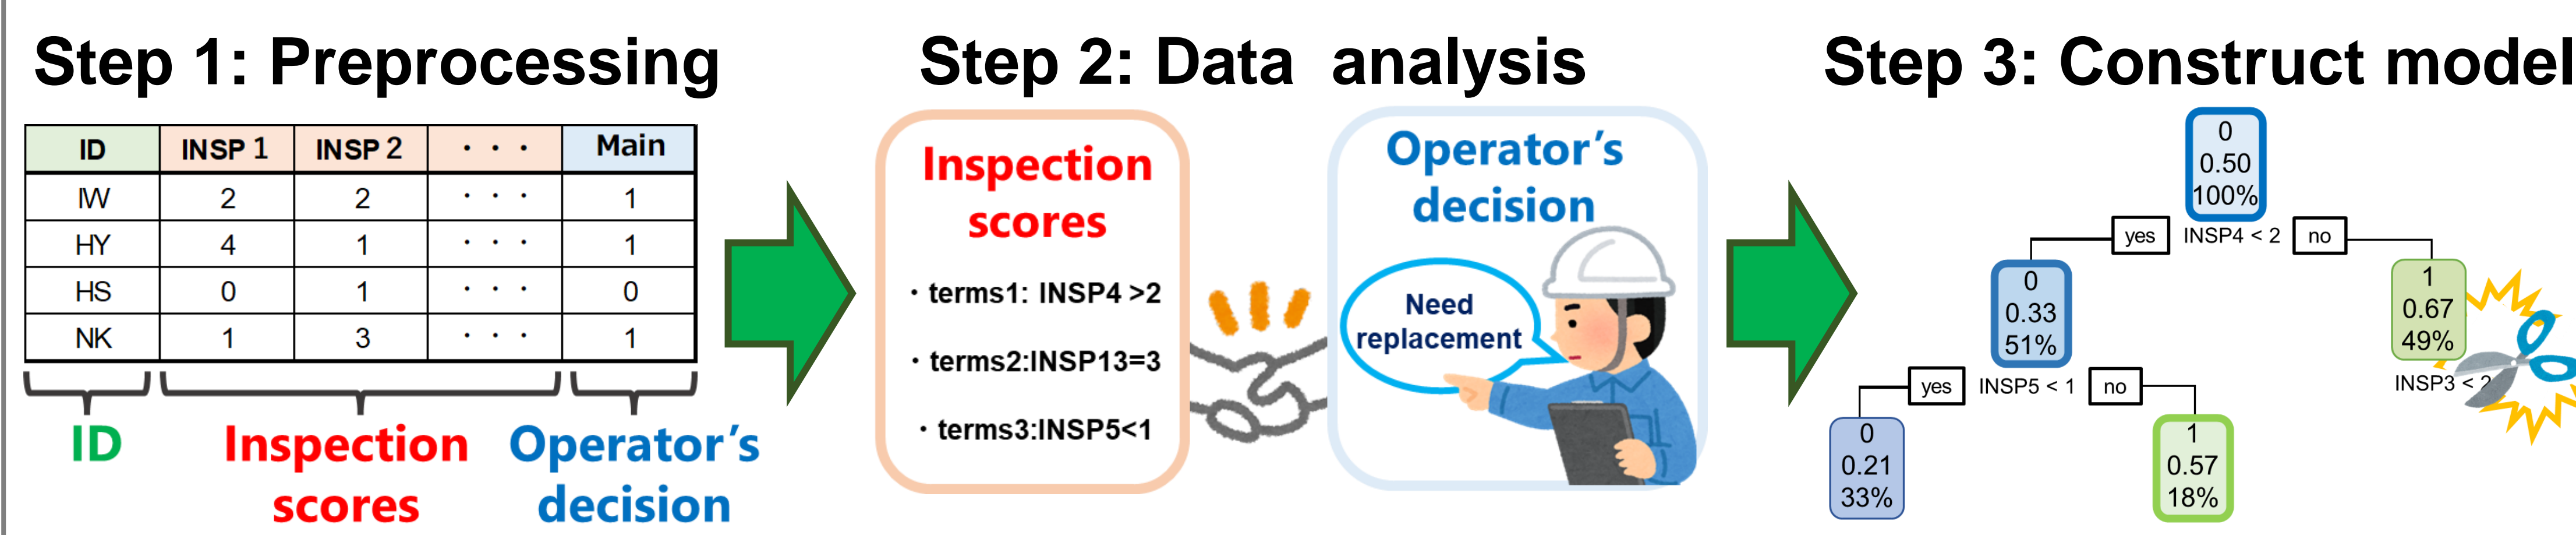 Step 1: Preprocessing
ID INSP 1 INSP 2 ・・・ Main
IW 2 2 ・・・ 1
HY 4 1 ・・・ 1
HS 0 1 ・・・ 0
NK 1 3 ・・・ 1
ID
Inspection
scores
Operator’s
decision
Step 2: Data analysis
Inspection
scores
・terms1: INSP4 >2
・terms2:INSP13=3
・terms3:INSP5<1
Operator’s
decision
Need
replacement
Step 3: Construct model
0
0.50
100%
yes INSP4 < 2 no
0
0.33
51%
1
0.67
49%
yes INSP5 < 1 no
INSP3 < 2
0
0.21
33%
1
0.57
18%